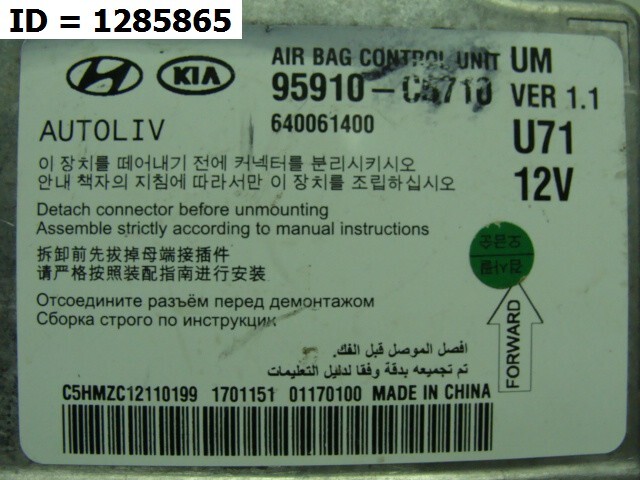 ID = 1285865
HYUNDAI KIA AIR BAG CONTROL UNIT UM
95910-C5710 VER 1.1
AUTOLIV 640061400 U71
이 장치를 떼어내기 전에 커넥터를 분리시키시오
안내 책자의 지침에 따라서만 이 장치를 조립하십시오 12V
Detach connector before unmounting
Assemble strictly according to manual instructions
拆卸前先拔掉母端接插件
请严格按照装配指南进行安装
Отсоедините разъём перед демонтажом
Сборка строго по инструкции
افصل الموصل قبل الفك.
تم تجميعه بدقة وفقا لدليل التعليمات
FORWARD
C5HMZC12110199 1701151 01170100 MADE IN CHINA